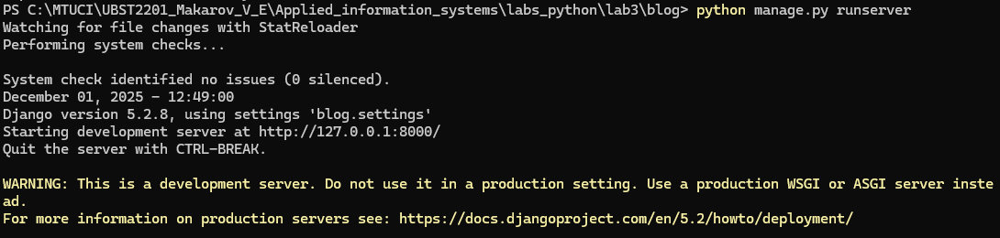 PS C:\MTUCI\UBST2201_Makarov_V_E\Applied_information_systems\labs_python\lab3\blog> python manage.py runserver
Watching for file changes with StatReloader
Performing system checks...
System check identified no issues (0 silenced).
December 01, 2025 - 12:49:00
Django version 5.2.8, using settings 'blog.settings'
Starting development server at http://127.0.0.1:8000/
Quit the server with CTRL-BREAK.
WARNING: This is a development server. Do not use it in a production setting. Use a production WSGI or ASGI server inste
ad.
For more information on production servers see: https://docs.djangoproject.com/en/5.2/howto/deployment/